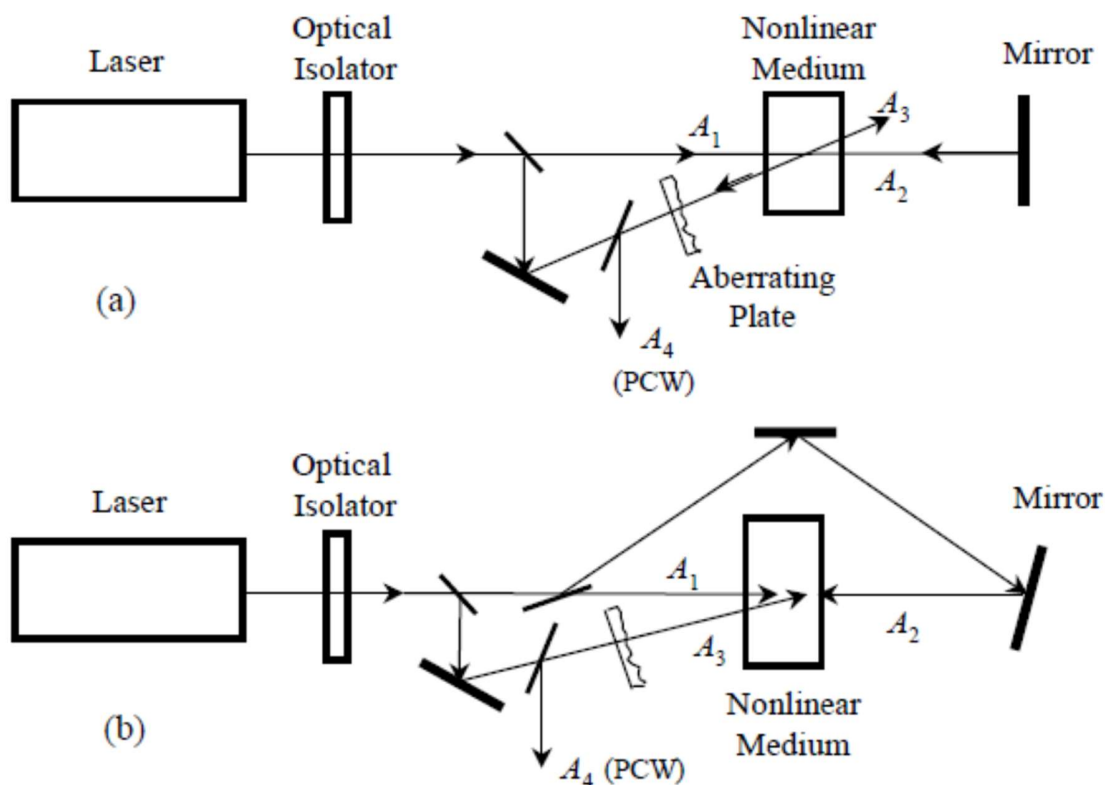 Laser
Optical
Isolator
Nonlinear
Medium
Mirror
A1
A3
A2
Aberrating
Plate
A4
(PCW)
(a)
Laser
Optical
Isolator
Mirror
A1
A2
A3
Nonlinear
Medium
A4 (PCW)
(b)